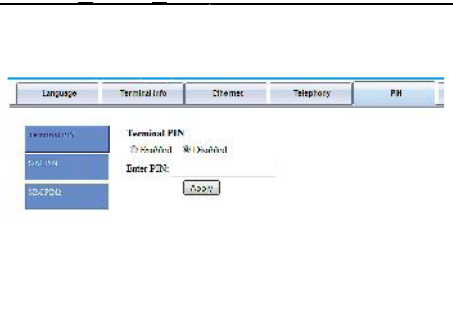 Language Terminal Info Ethernet Telephony PIN
Terminal PIN
Terminal PIN
Enabled Disabled
SIM PIN
Enter PIN:
Apply